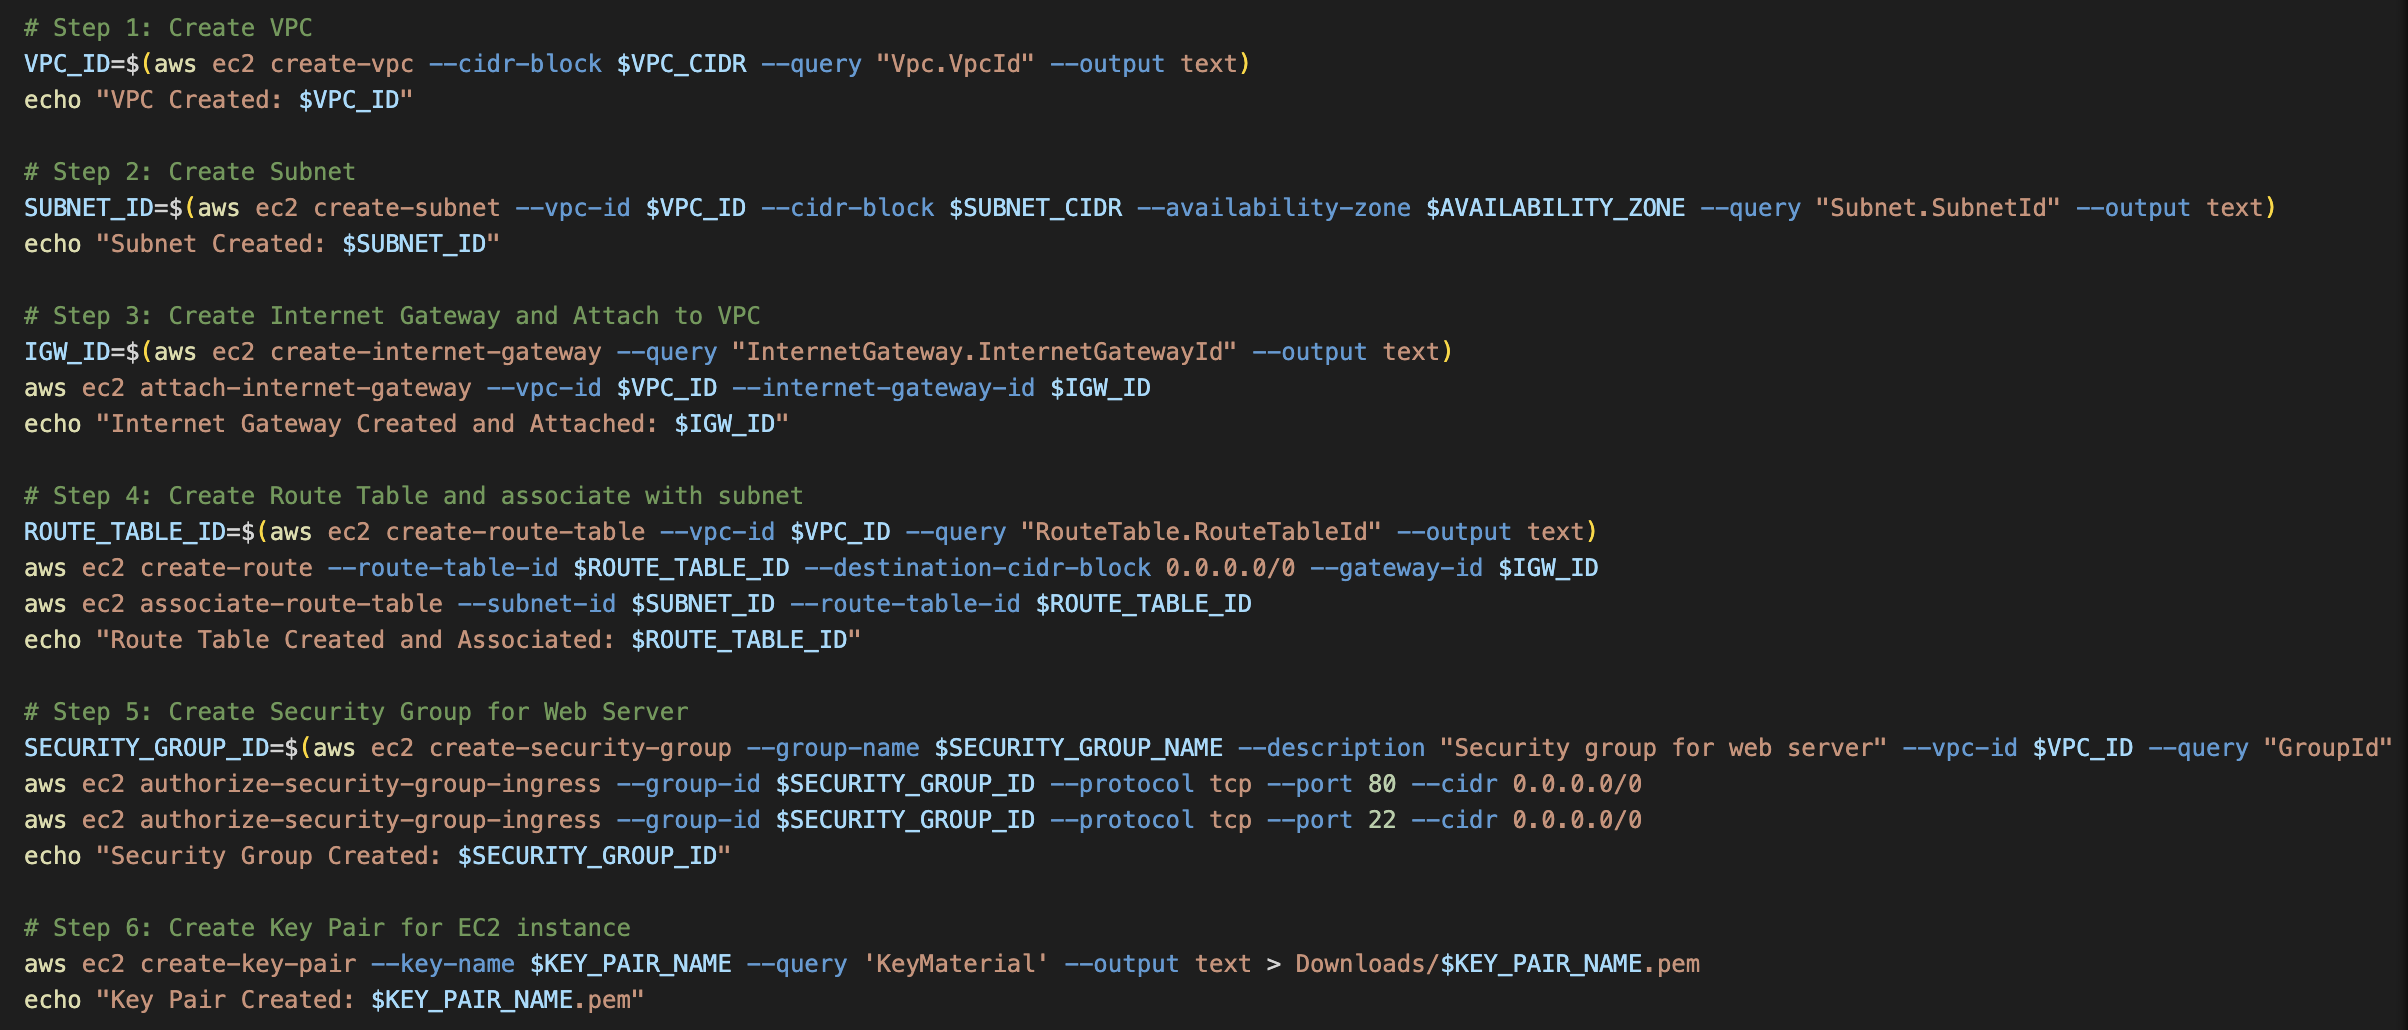 # Step 1: Create VPC
VPC_ID=$(aws ec2 create-vpc --cidr-block $VPC_CIDR --query "Vpc.VpcId" --output text)
echo "VPC Created: $VPC_ID"
# Step 2: Create Subnet
SUBNET_ID=$(aws ec2 create-subnet --vpc-id $VPC_ID --cidr-block $SUBNET_CIDR --availability-zone $AVAILABILITY_ZONE --query "Subnet.SubnetId" --output text)
echo "Subnet Created: $SUBNET_ID"
# Step 3: Create Internet Gateway and Attach to VPC
IGW_ID=$(aws ec2 create-internet-gateway --query "InternetGateway.InternetGatewayId" --output text)
aws ec2 attach-internet-gateway --vpc-id $VPC_ID --internet-gateway-id $IGW_ID
echo "Internet Gateway Created and Attached: $IGW_ID"
# Step 4: Create Route Table and associate with subnet
ROUTE_TABLE_ID=$(aws ec2 create-route-table --vpc-id $VPC_ID --query "RouteTable.RouteTableId" --output text)
aws ec2 create-route --route-table-id $ROUTE_TABLE_ID --destination-cidr-block 0.0.0.0/0 --gateway-id $IGW_ID
aws ec2 associate-route-table --subnet-id $SUBNET_ID --route-table-id $ROUTE_TABLE_ID
echo "Route Table Created and Associated: $ROUTE_TABLE_ID"
# Step 5: Create Security Group for Web Server
SECURITY_GROUP_ID=$(aws ec2 create-security-group --group-name $SECURITY_GROUP_NAME --description "Security group for web server" --vpc-id $VPC_ID --query "GroupId"
aws ec2 authorize-security-group-ingress --group-id $SECURITY_GROUP_ID --protocol tcp --port 80 --cidr 0.0.0.0/0
aws ec2 authorize-security-group-ingress --group-id $SECURITY_GROUP_ID --protocol tcp --port 22 --cidr 0.0.0.0/0
echo "Security Group Created: $SECURITY_GROUP_ID"
# Step 6: Create Key Pair for EC2 instance
aws ec2 create-key-pair --key-name $KEY_PAIR_NAME --query 'KeyMaterial' --output text > Downloads/$KEY_PAIR_NAME.pem
echo "Key Pair Created: $KEY_PAIR_NAME.pem"